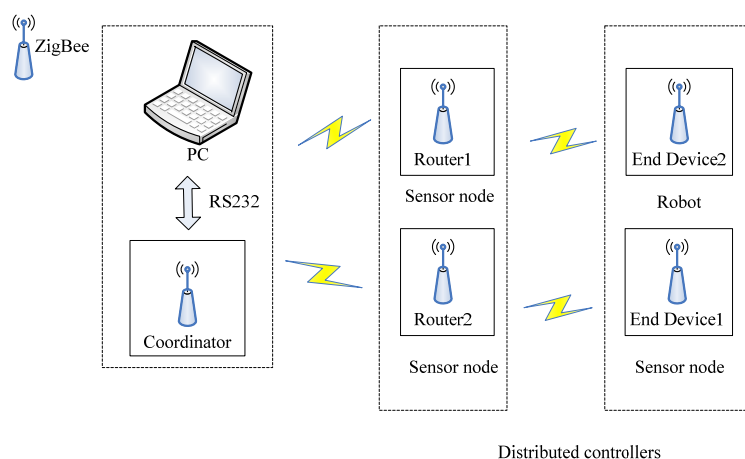 ZigBee
PC
RS232
Coordinator
Router1
Sensor node
Router2
Sensor node
End Device2
Robot
End Device1
Sensor node
Distributed controllers